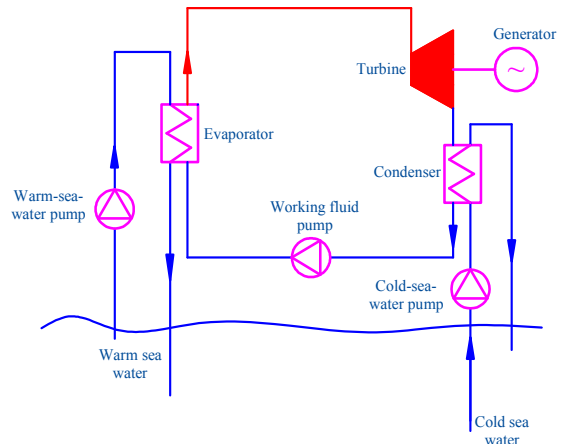 Generator
Turbine
Evaporator
Condenser
Warm-sea-
water pump
Working fluid
pump
Cold-sea-
water pump
Warm sea
water
Cold sea
water